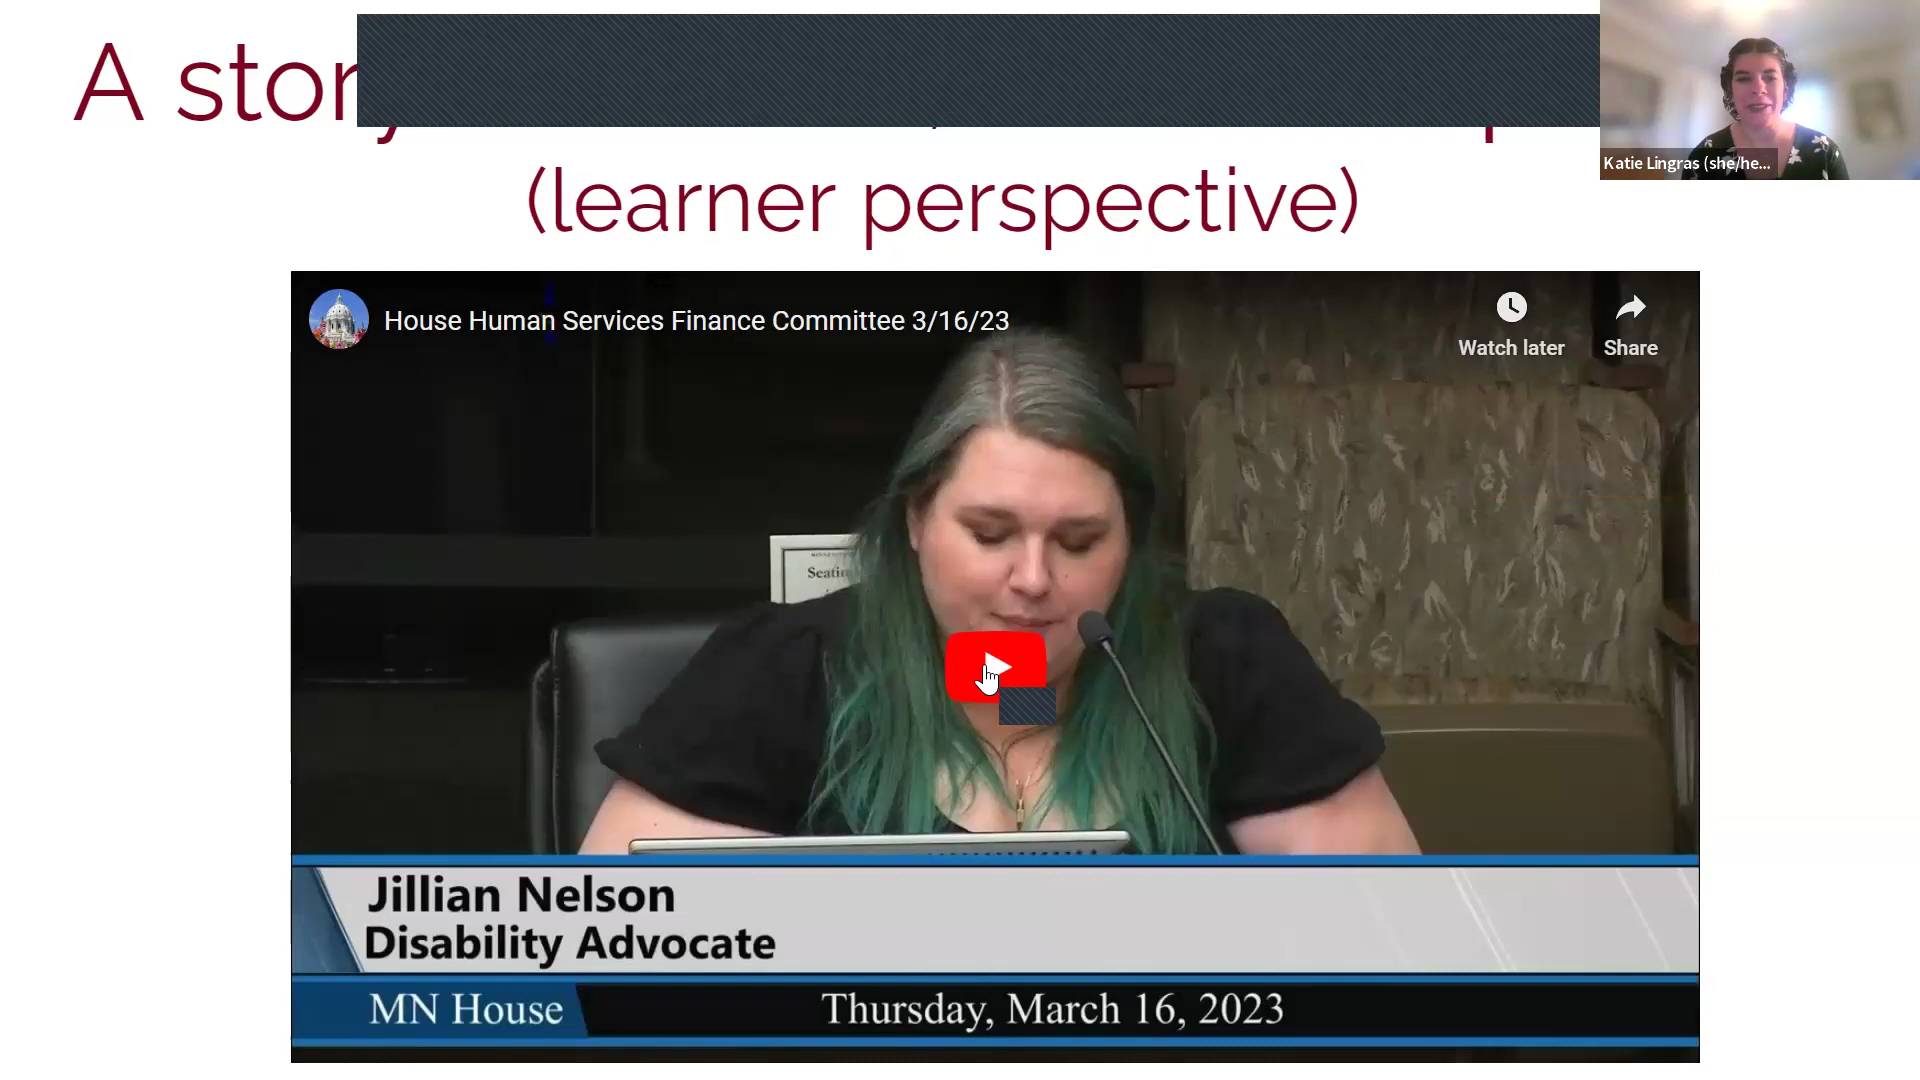 A stor
(learner perspective)
Katie Lingras (she/he...
House Human Services Finance Committee 3/16/23
Watch later
Share
Jillian Nelson
Disability Advocate
MN House
Thursday, March 16, 2023